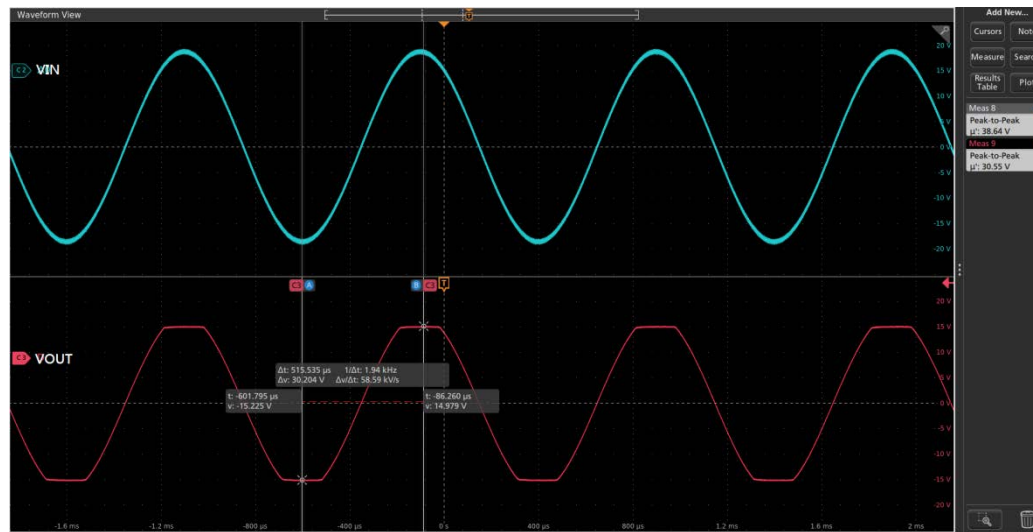 Waveform View
Add New...
Cursors
Note
Measure
Search
Results Table
Plot
T
20 V
15 V
10 V
5 V
0 V
-5 V
-10 V
-15 V
-20 V
C2 VIN
Meas 8
Peak-to-Peak
µ': 38.64 V
Meas 9
Peak-to-Peak
µ': 30.55 V
C3 A
B C3 T
20 V
15 V
10 V
5 V
0 V
-5 V
-10 V
-15 V
-20 V
C3 VOUT
Δt: 515.535 µs 1/Δt: 1.94 kHz
Δv: 30.204 V Δv/Δt: 58.59 kV/s
t: -601.795 µs
v: -15.225 V
t: -86.260 µs
v: 14.979 V
-1.6 ms
-1.2 ms
-800 µs
-400 µs
0 s
400 µs
800 µs
1.2 ms
1.6 ms
2 ms